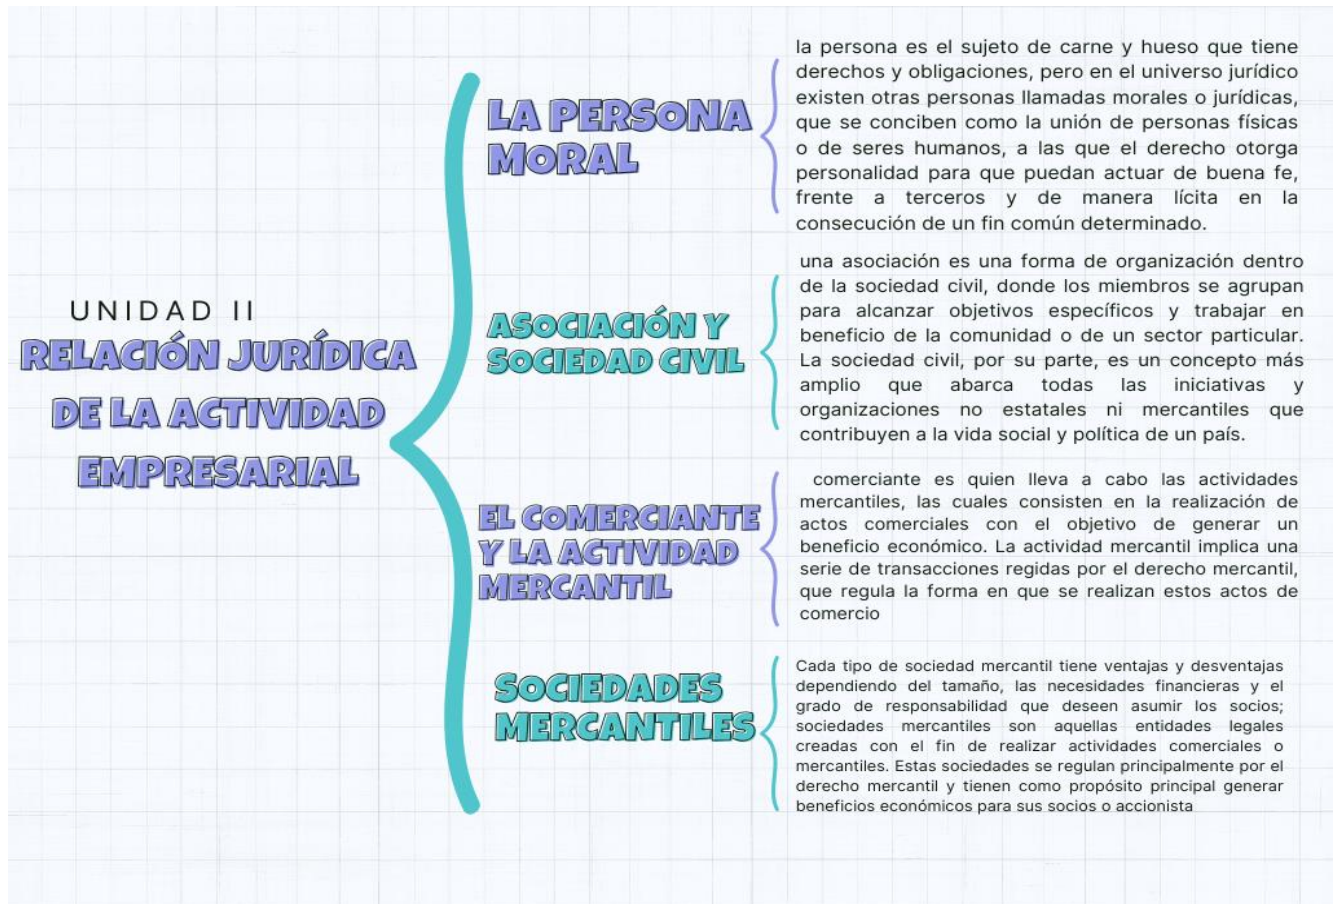 UNIDAD II
RELACIÓN JURÍDICA
DE LA ACTIVIDAD
EMPRESARIAL
LA PERSONA
MORAL
la persona es el sujeto de carne y hueso que tiene
derechos y obligaciones, pero en el universo jurídico
existen otras personas llamadas morales o jurídicas,
que se conciben como la unión de personas físicas
o de seres humanos, a las que el derecho otorga
personalidad para que puedan actuar de buena fe,
frente a terceros y de manera lícita en la
consecución de un fin común determinado.
ASOCIACIÓN Y
SOCIEDAD CIVIL
una asociación es una forma de organización dentro
de la sociedad civil, donde los miembros se agrupan
para alcanzar objetivos específicos y trabajar en
beneficio de la comunidad o de un sector particular.
La sociedad civil, por su parte, es un concepto más
amplio que abarca todas las iniciativas y
organizaciones no estatales ni mercantiles que
contribuyen a la vida social y política de un país.
EL COMERCIANTE
Y LA ACTIVIDAD
MERCANTIL
comerciante es quien lleva a cabo las actividades
mercantiles, las cuales consisten en la realización de
actos comerciales con el objetivo de generar un
beneficio económico. La actividad mercantil implica una
serie de transacciones regidas por el derecho mercantil,
que regula la forma en que se realizan estos actos de
comercio
SOCIEDADES
MERCANTILES
Cada tipo de sociedad mercantil tiene ventajas y desventajas
dependiendo del tamaño, las necesidades financieras y el
grado de responsabilidad que deseen asumir los socios;
sociedades mercantiles son aquellas entidades legales
creadas con el fin de realizar actividades comerciales o
mercantiles. Estas sociedades se regulan principalmente por el
derecho mercantil y tienen como propósito principal generar
beneficios económicos para sus socios o accionista